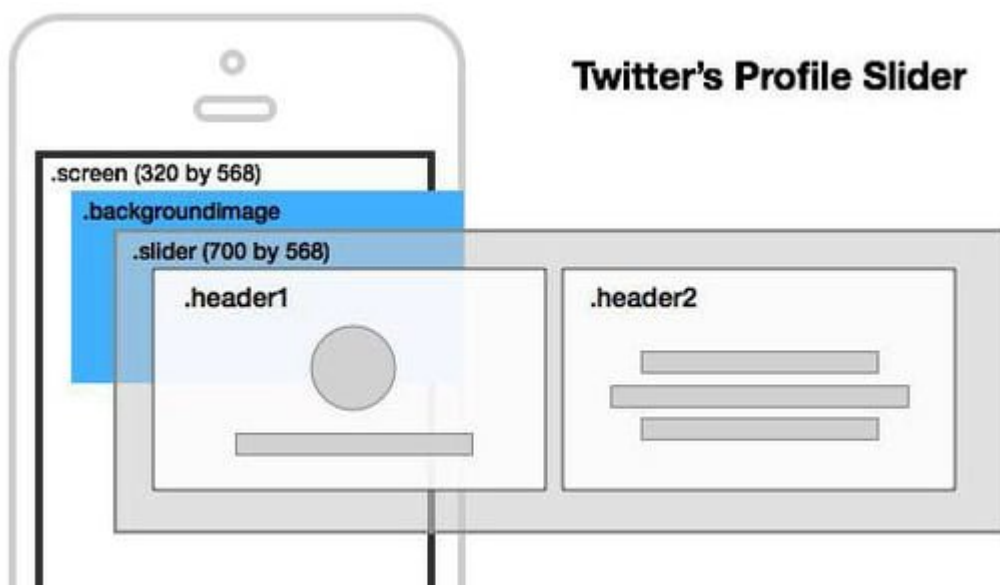 Twitter's Profile Slider
.screen (320 by 568)
.backgroundimage
.slider (700 by 568)
.header1
.header2